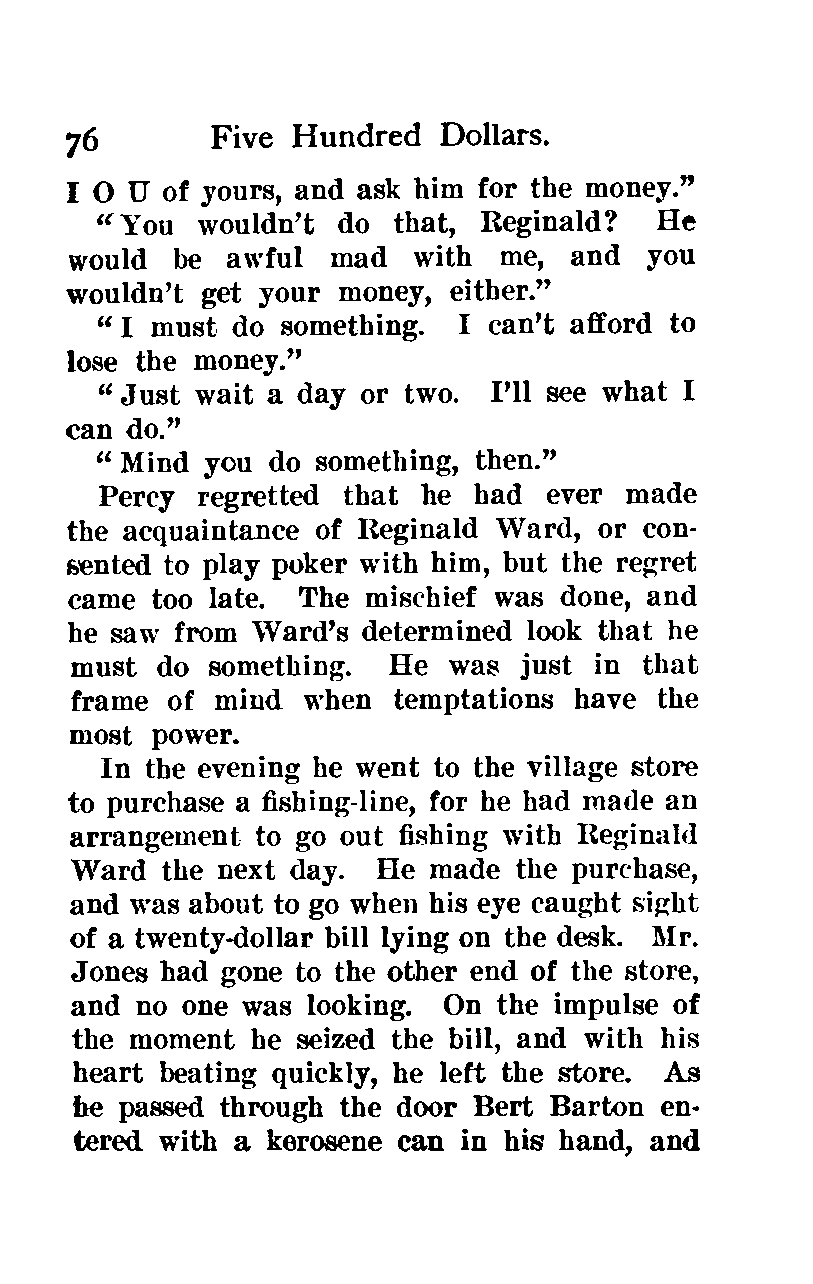 76 Five Hundred Dollars.
I O U of yours, and ask him for the money.”
“You wouldn’t do that, Reginald? He
would be awful mad with me, and you
wouldn’t get your money, either.”
“I must do something. I can’t afford to
lose the money.”
“Just wait a day or two. I’ll see what I
can do.”
“Mind you do something, then.”
Percy regretted that he had ever made
the acquaintance of Reginald Ward, or con-
sented to play poker with him, but the regret
came too late. The mischief was done, and
he saw from Ward’s determined look that he
must do something. He was just in that
frame of mind when temptations have the
most power.
In the evening he went to the village store
to purchase a fishing-line, for he had made an
arrangement to go out fishing with Reginald
Ward the next day. He made the purchase,
and was about to go when his eye caught sight
of a twenty-dollar bill lying on the desk. Mr.
Jones had gone to the other end of the store,
and no one was looking. On the impulse of
the moment he seized the bill, and with his
heart beating quickly, he left the store. As
he passed through the door Bert Barton en-
tered with a kerosene can in his hand, and